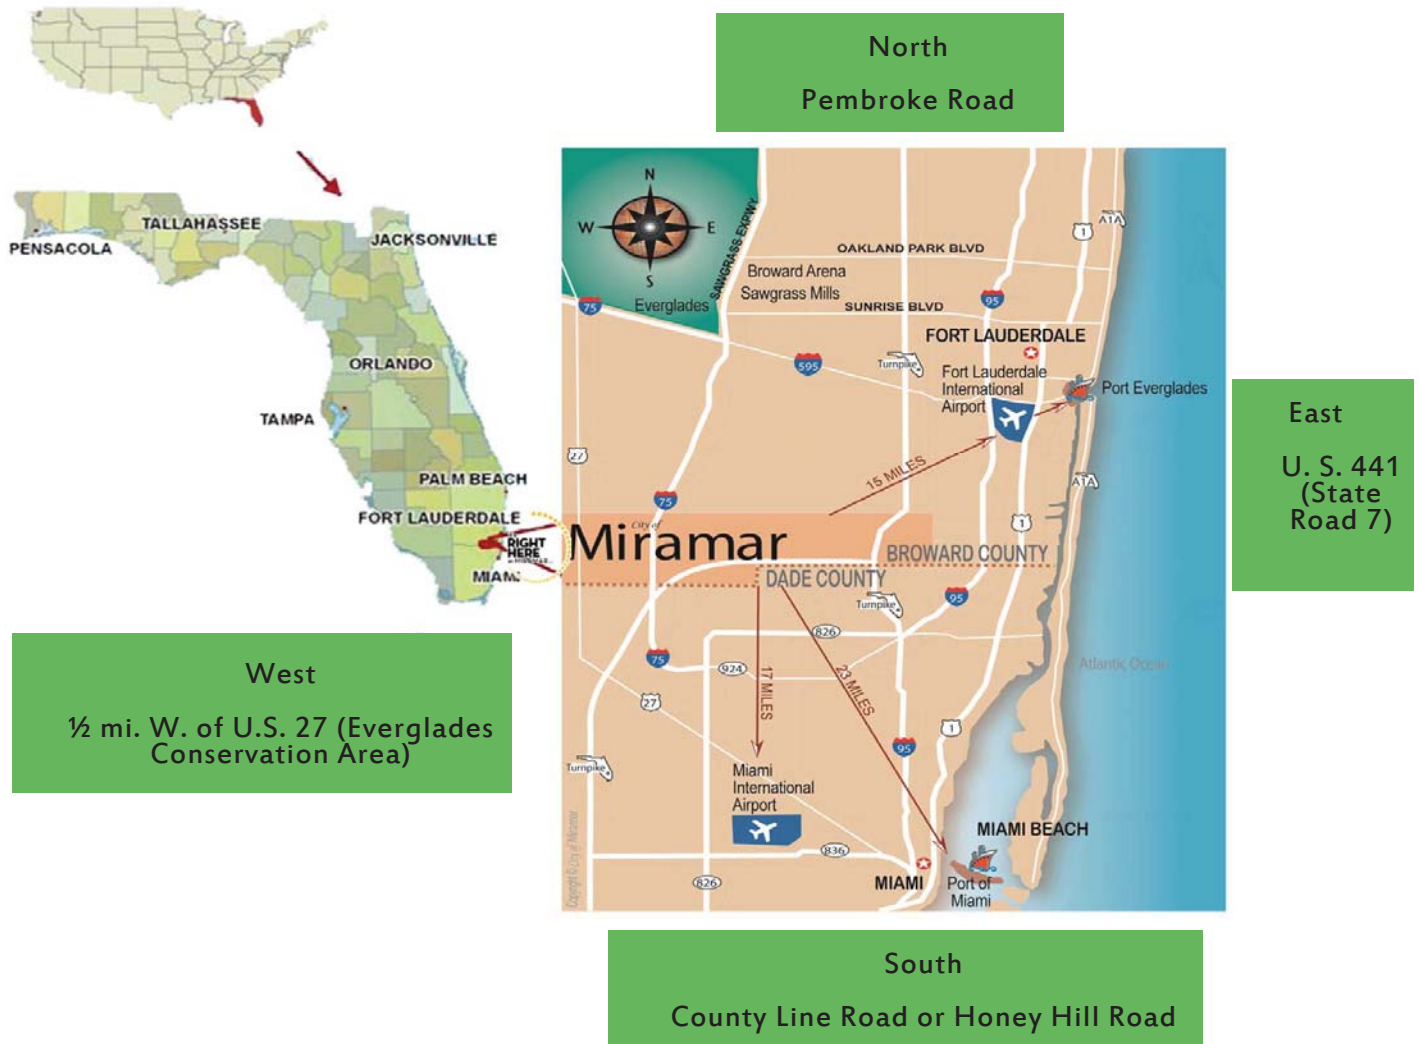 North
Pembroke Road
TALLAHASSEE
PENSACOLA
JACKSONVILLE
ORLANDO
TAMPA
PALM BEACH
FORT LAUDERDALE
RIGHT
HERE
MIAMI
West
½ mi. W. of U.S. 27 (Everglades
Conservation Area)
N
W
E
S
SAWGRASS EXPWY
A1A
1
OAKLAND PARK BLVD
Broward Arena
Sawgrass Mills
75
Everglades
95
SUNRISE BLVD
FORT LAUDERDALE
595
Turnpike
Fort Lauderdale
International
Airport
Port Everglades
27
15 MILES
75
A1A
1
City of
Miramar
BROWARD COUNTY
DADE COUNTY
Turnpike
95
826
75
924
17 MILES
23 MILES
Atlantic Ocean
27
1
95
Turnpike
Miami
International
Airport
MIAMI BEACH
836
826
MIAMI
Port of
Miami
Copyright © City of Miramar
East
U. S. 441
(State
Road 7)
South
County Line Road or Honey Hill Road